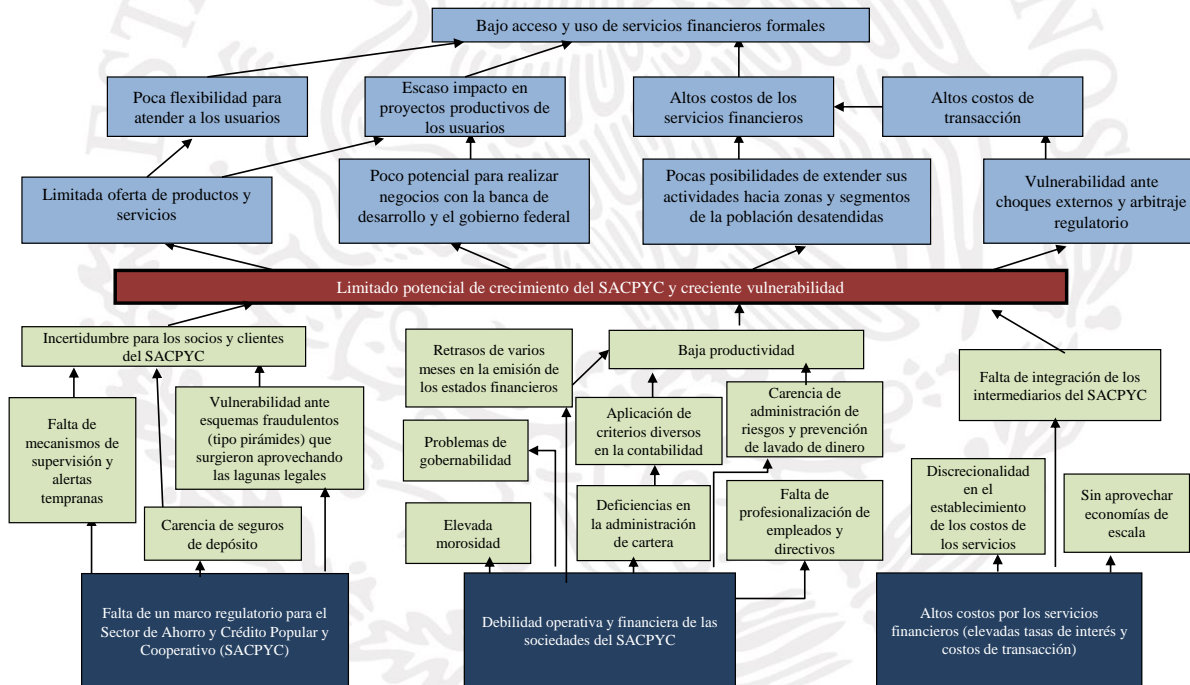 Bajo acceso y uso de servicios financieros formales
Poca flexibilidad para
atender a los usuarios
Escaso impacto en
proyectos productivos de
los usuarios
Altos costos de los
servicios financieros
Altos costos de
transacción
Limitada oferta de productos y
servicios
Poco potencial para realizar
negocios con la banca de
desarrollo y el gobierno federal
Pocas posibilidades de extender sus
actividades hacia zonas y segmentos
de la población desatendidas
Vulnerabilidad ante
choques externos y arbitraje
regulatorio
Limitado potencial de crecimiento del SACPYC y creciente vulnerabilidad
Incertidumbre para los socios y clientes
del SACPYC
Retrasos de varios
meses en la emisión de
los estados financieros
Baja productividad
Falta de integración de los
intermediarios del SACPYC
Falta de
mecanismos de
supervisión y
alertas
tempranas
Vulnerabilidad ante
esquemas fraudulentos
(tipo pirámides) que
surgieron aprovechando
las lagunas legales
Problemas de
gobernabilidad
Aplicación de
criterios diversos
en la contabilidad
Carencia de
administración de
riesgos y prevención
de lavado de dinero
Carencia de seguros
de depósito
Elevada
morosidad
Deficiencias en
la administración
de cartera
Falta de
profesionalización de
empleados y
directivos
Discrecionalidad
en el
establecimiento
de los costos de
los servicios
Sin aprovechar
economías de
escala
Falta de un marco regulatorio para el
Sector de Ahorro y Crédito Popular y
Cooperativo (SACPYC)
Debilidad operativa y financiera de las
sociedades del SACPYC
Altos costos por los servicios
financieros (elevadas tasas de interés y
costos de transacción)